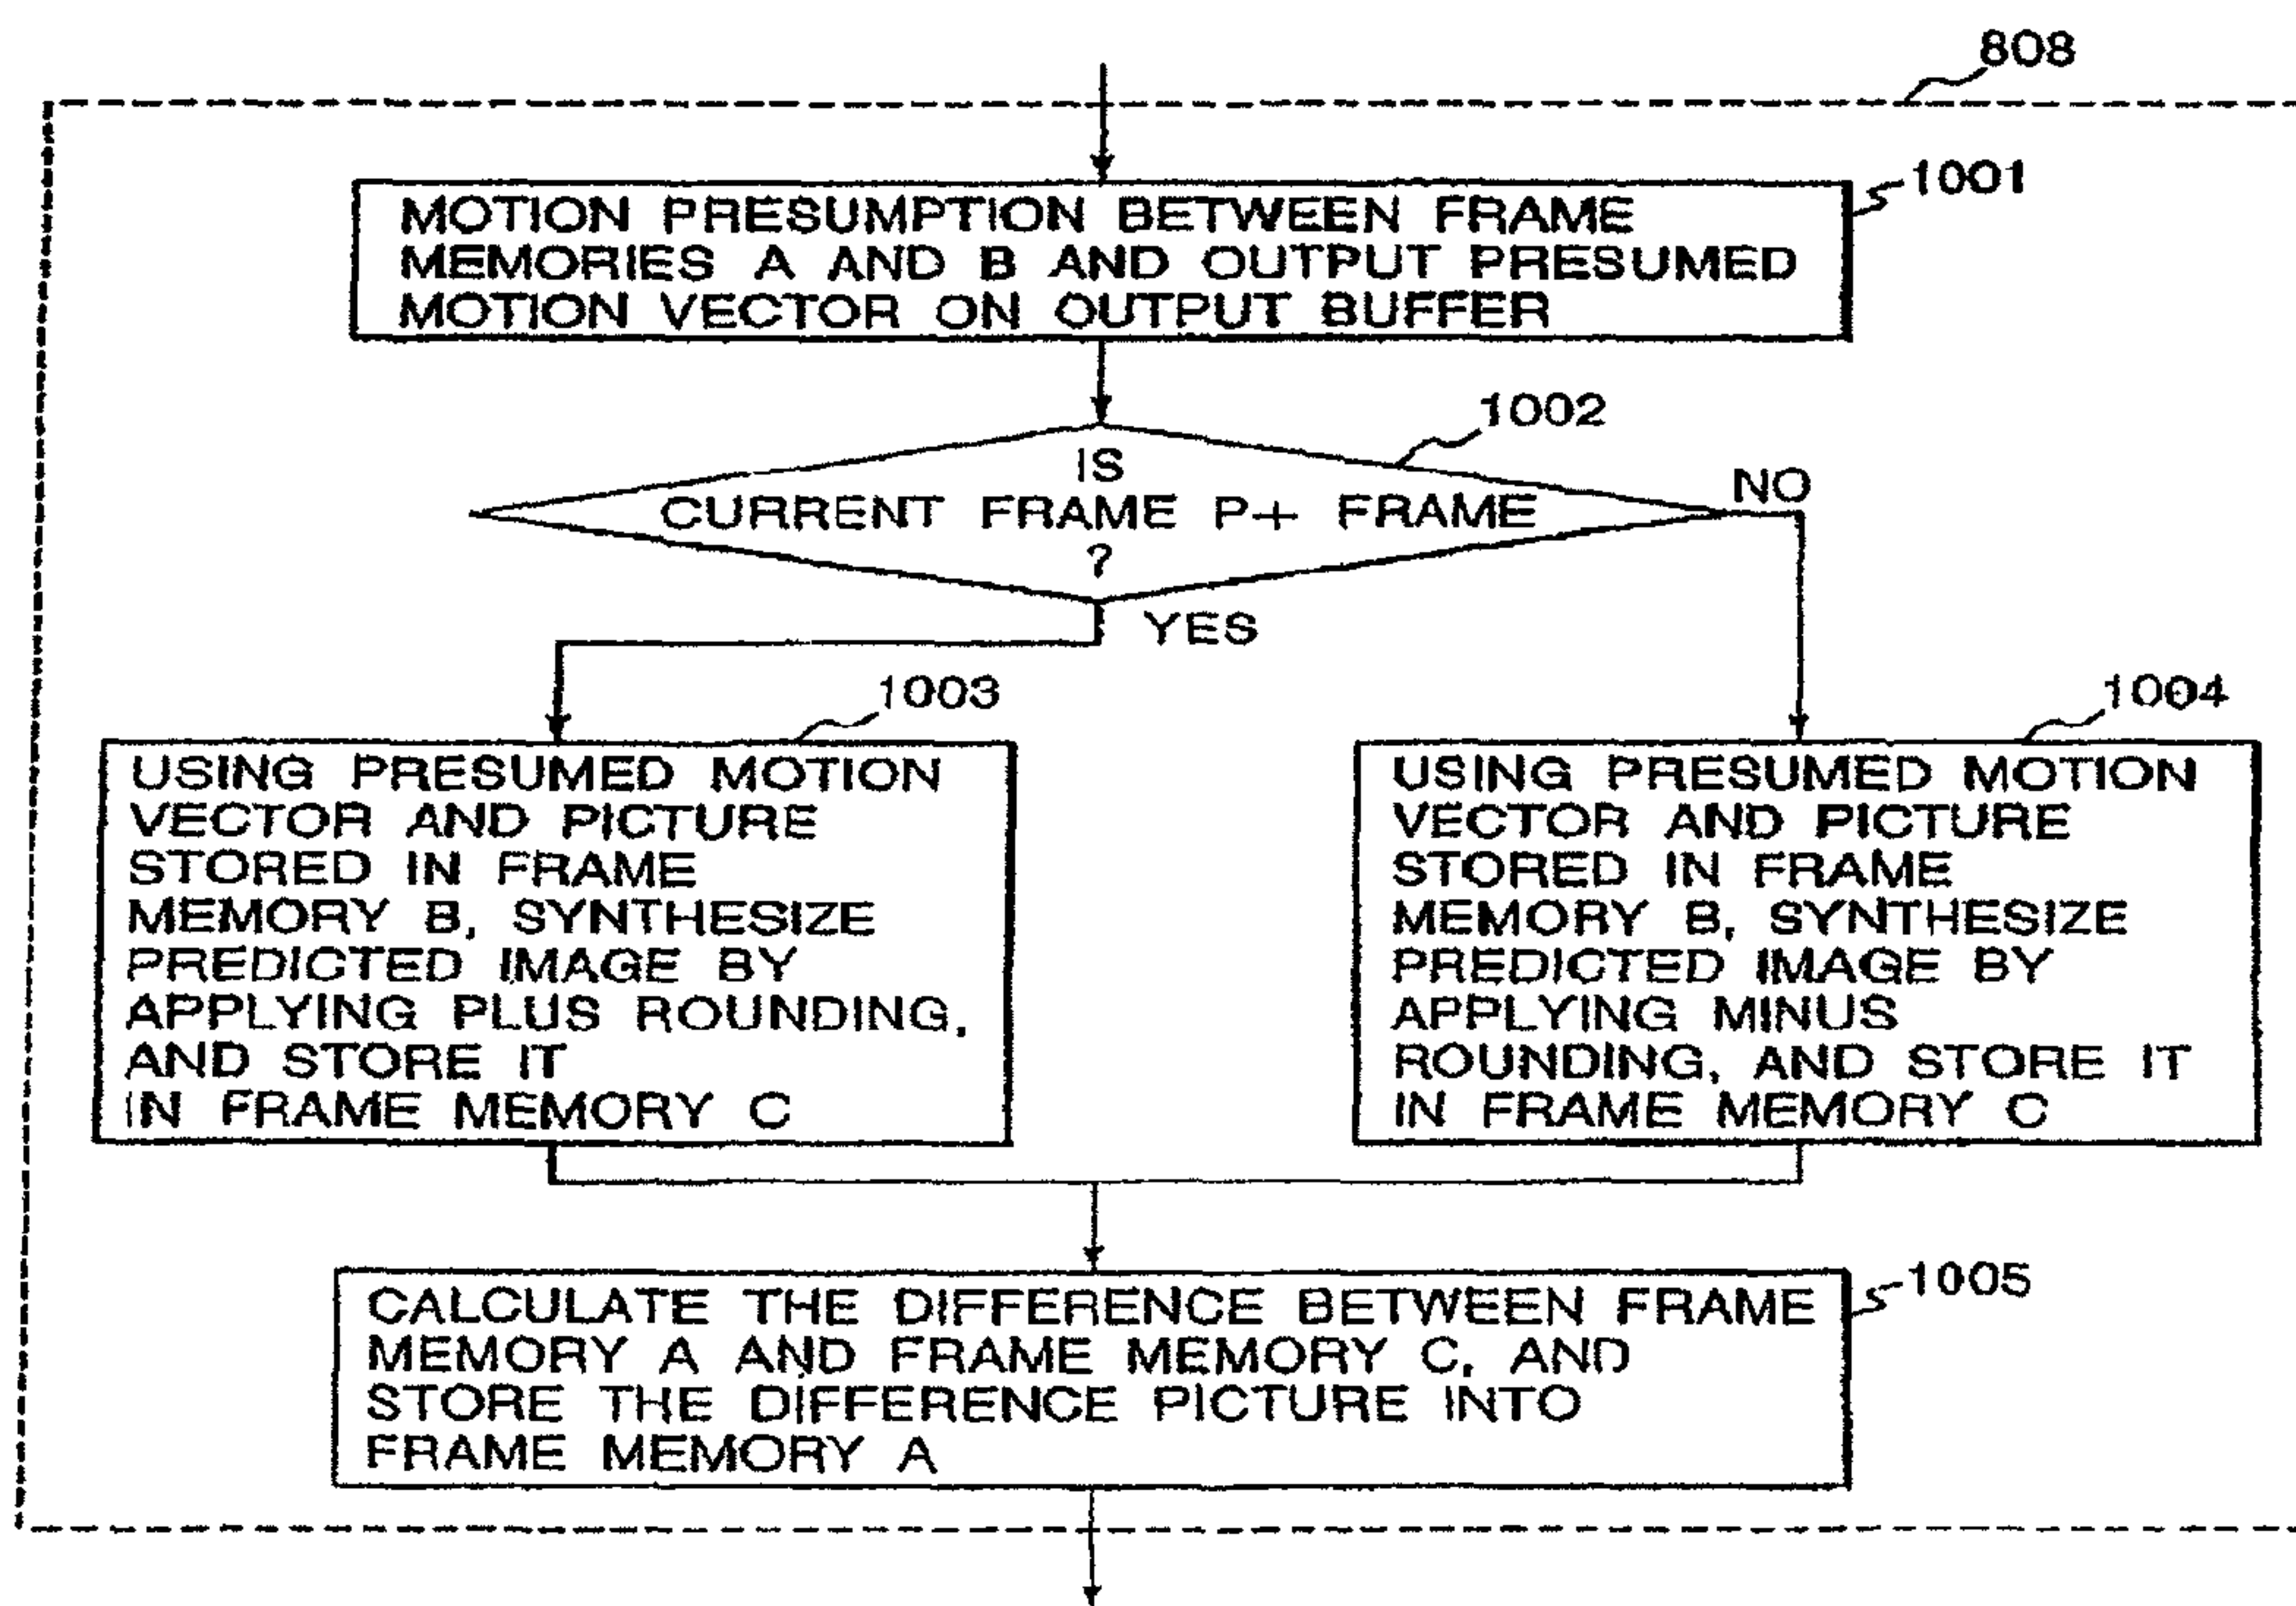 808
1001
MOTION PRESUMPTION BETWEEN FRAME
MEMORIES A AND B AND OUTPUT PRESUMED
MOTION VECTOR ON OUTPUT BUFFER
1002
IS
CURRENT FRAME P+ FRAME
?
NO
YES
1003
USING PRESUMED MOTION
VECTOR AND PICTURE
STORED IN FRAME
MEMORY B, SYNTHESIZE
PREDICTED IMAGE BY
APPLYING PLUS ROUNDING,
AND STORE IT
IN FRAME MEMORY C
1004
USING PRESUMED MOTION
VECTOR AND PICTURE
STORED IN FRAME
MEMORY B, SYNTHESIZE
PREDICTED IMAGE BY
APPLYING MINUS
ROUNDING, AND STORE IT
IN FRAME MEMORY C
1005
CALCULATE THE DIFFERENCE BETWEEN FRAME
MEMORY A AND FRAME MEMORY C, AND
STORE THE DIFFERENCE PICTURE INTO
FRAME MEMORY A